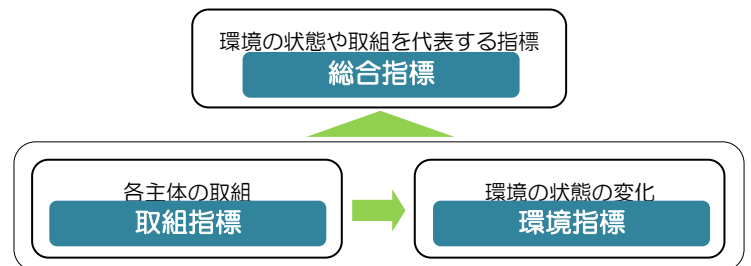 環境の状態や取組を代表する指標
総合指標
各主体の取組
取組指標
環境の状態の変化
環境指標